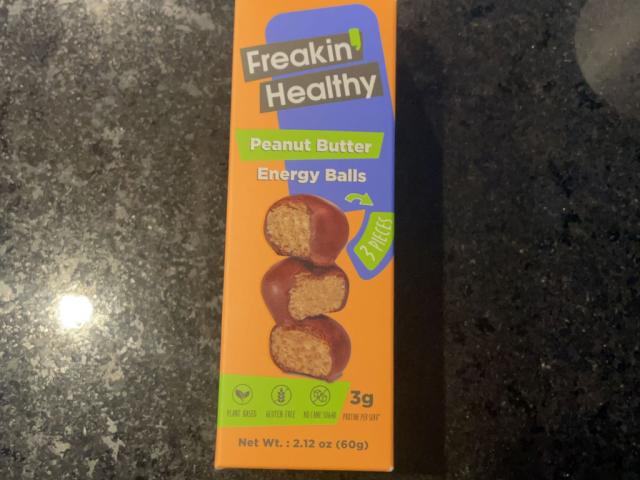 Freakin'
Healthy
Peanut Butter
Energy Balls
3 PIECES
3g
PLANT BASED GLUTEN FREE NO CANE SUGAR PROTEIN PER SERV*
Net Wt. : 2.12 oz (60g)